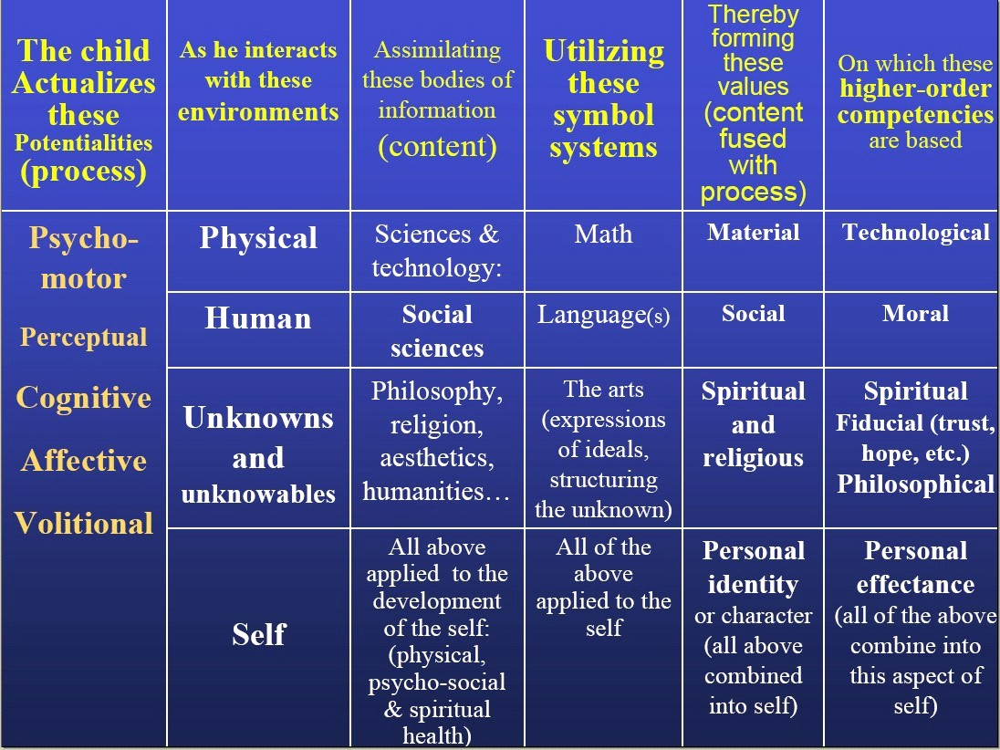 The child
Actualizes
these
Potentialities
(process)
As he interacts
with these
environments
Assimilating
these bodies of
information
(content)
Utilizing
these
symbol
systems
Thereby
forming
these
values
(content
fused
with
process)
On which these
higher-order
competencies
are based
Psycho-
motor
Perceptual
Cognitive
Affective
Volitional
Physical
Sciences &
technology:
Math
Material
Technological
Human
Social
sciences
Language(s)
Social
Moral
Unknowns
and
unknowables
Philosophy,
religion,
aesthetics,
humanities…
The arts
(expressions
of ideals,
structuring
the unknown)
Spiritual
and
religious
Spiritual
Fiducial (trust,
hope, etc.)
Philosophical
Self
All above
applied to the
development
of the self:
(physical,
psycho-social
& spiritual
health)
All of the
above
applied to the
self
Personal
identity
or character
(all above
combined
into self)
Personal
effectance
(all of the above
combine into
this aspect of
self)